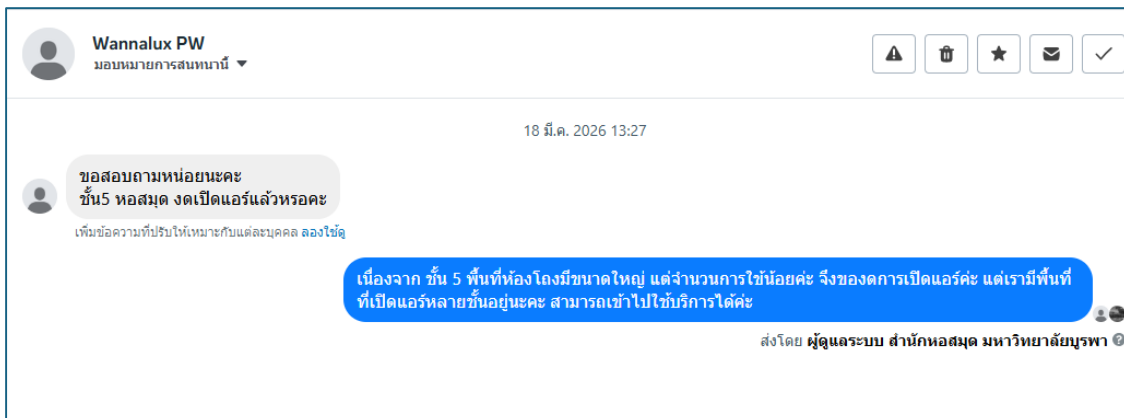 Wannalux PW
มอบหมายการสนทนานี้
18 มี.ค. 2026 13:27
ขอสอบถามหน่อยนะคะ
ชั้น5 หอสมุด งดเปิดแอร์แล้วหรอคะ
เพิ่มข้อความที่ปรับให้เหมาะกับแต่ละบุคคล ลองใช้ดู
เนื่องจาก ชั้น 5 พื้นที่ห้องโถงมีขนาดใหญ่ แต่จำนวนการใช้น้อยค่ะ จึงของดการเปิดแอร์ค่ะ แต่เรามีพื้นที่
ที่เปิดแอร์หลายชั้นอยู่นะคะ สามารถเข้าไปใช้บริการได้ค่ะ
ส่งโดย ผู้ดูแลระบบ สำนักหอสมุด มหาวิทยาลัยบูรพา